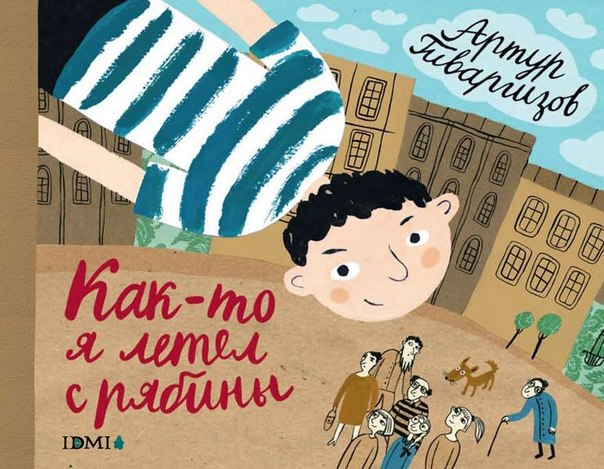 Артур
Гиваргизов
Как-то
я летел
с рябины
IDMI